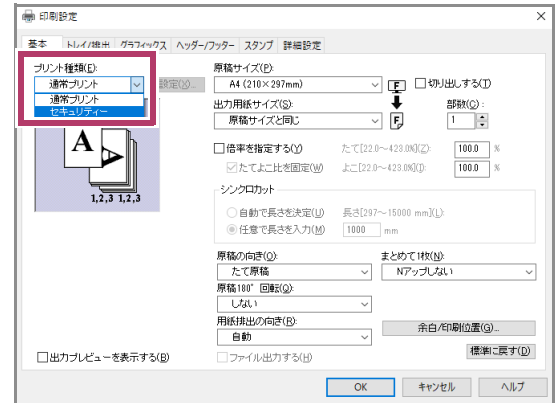 印刷設定
基本 トレイ/排出 グラフィックス ヘッダー/フッター スタンプ 詳細設定
プリント種類(E):
通常プリント
設定(X)...
通常プリント
セキュリティー
A
1,2,3 1,2,3
原稿サイズ(P):
A4 (210×297mm)
F
切り出しする(T)
出力用紙サイズ(S):
部数(C) :
原稿サイズと同じ
F
1
倍率を指定する(Y)
たて[22.0~423.0%](Z):
100.0 %
たてよこ比を固定(W)
よこ[22.0~423.0%](J):
100.0 %
シンクロカット
自動で長さを決定(U)
長さ[297~15000 mm](L):
任意で長さを入力(M)
1000 mm
原稿の向き(O):
まとめて1枚(N):
たて原稿
Nアップしない
原稿180° 回転(Q):
しない
用紙排出の向き(R):
自動
余白/印刷位置(G)...
出力プレビューを表示する(B)
ファイル出力する(H)
標準に戻す(D)
OK キャンセル ヘルプ